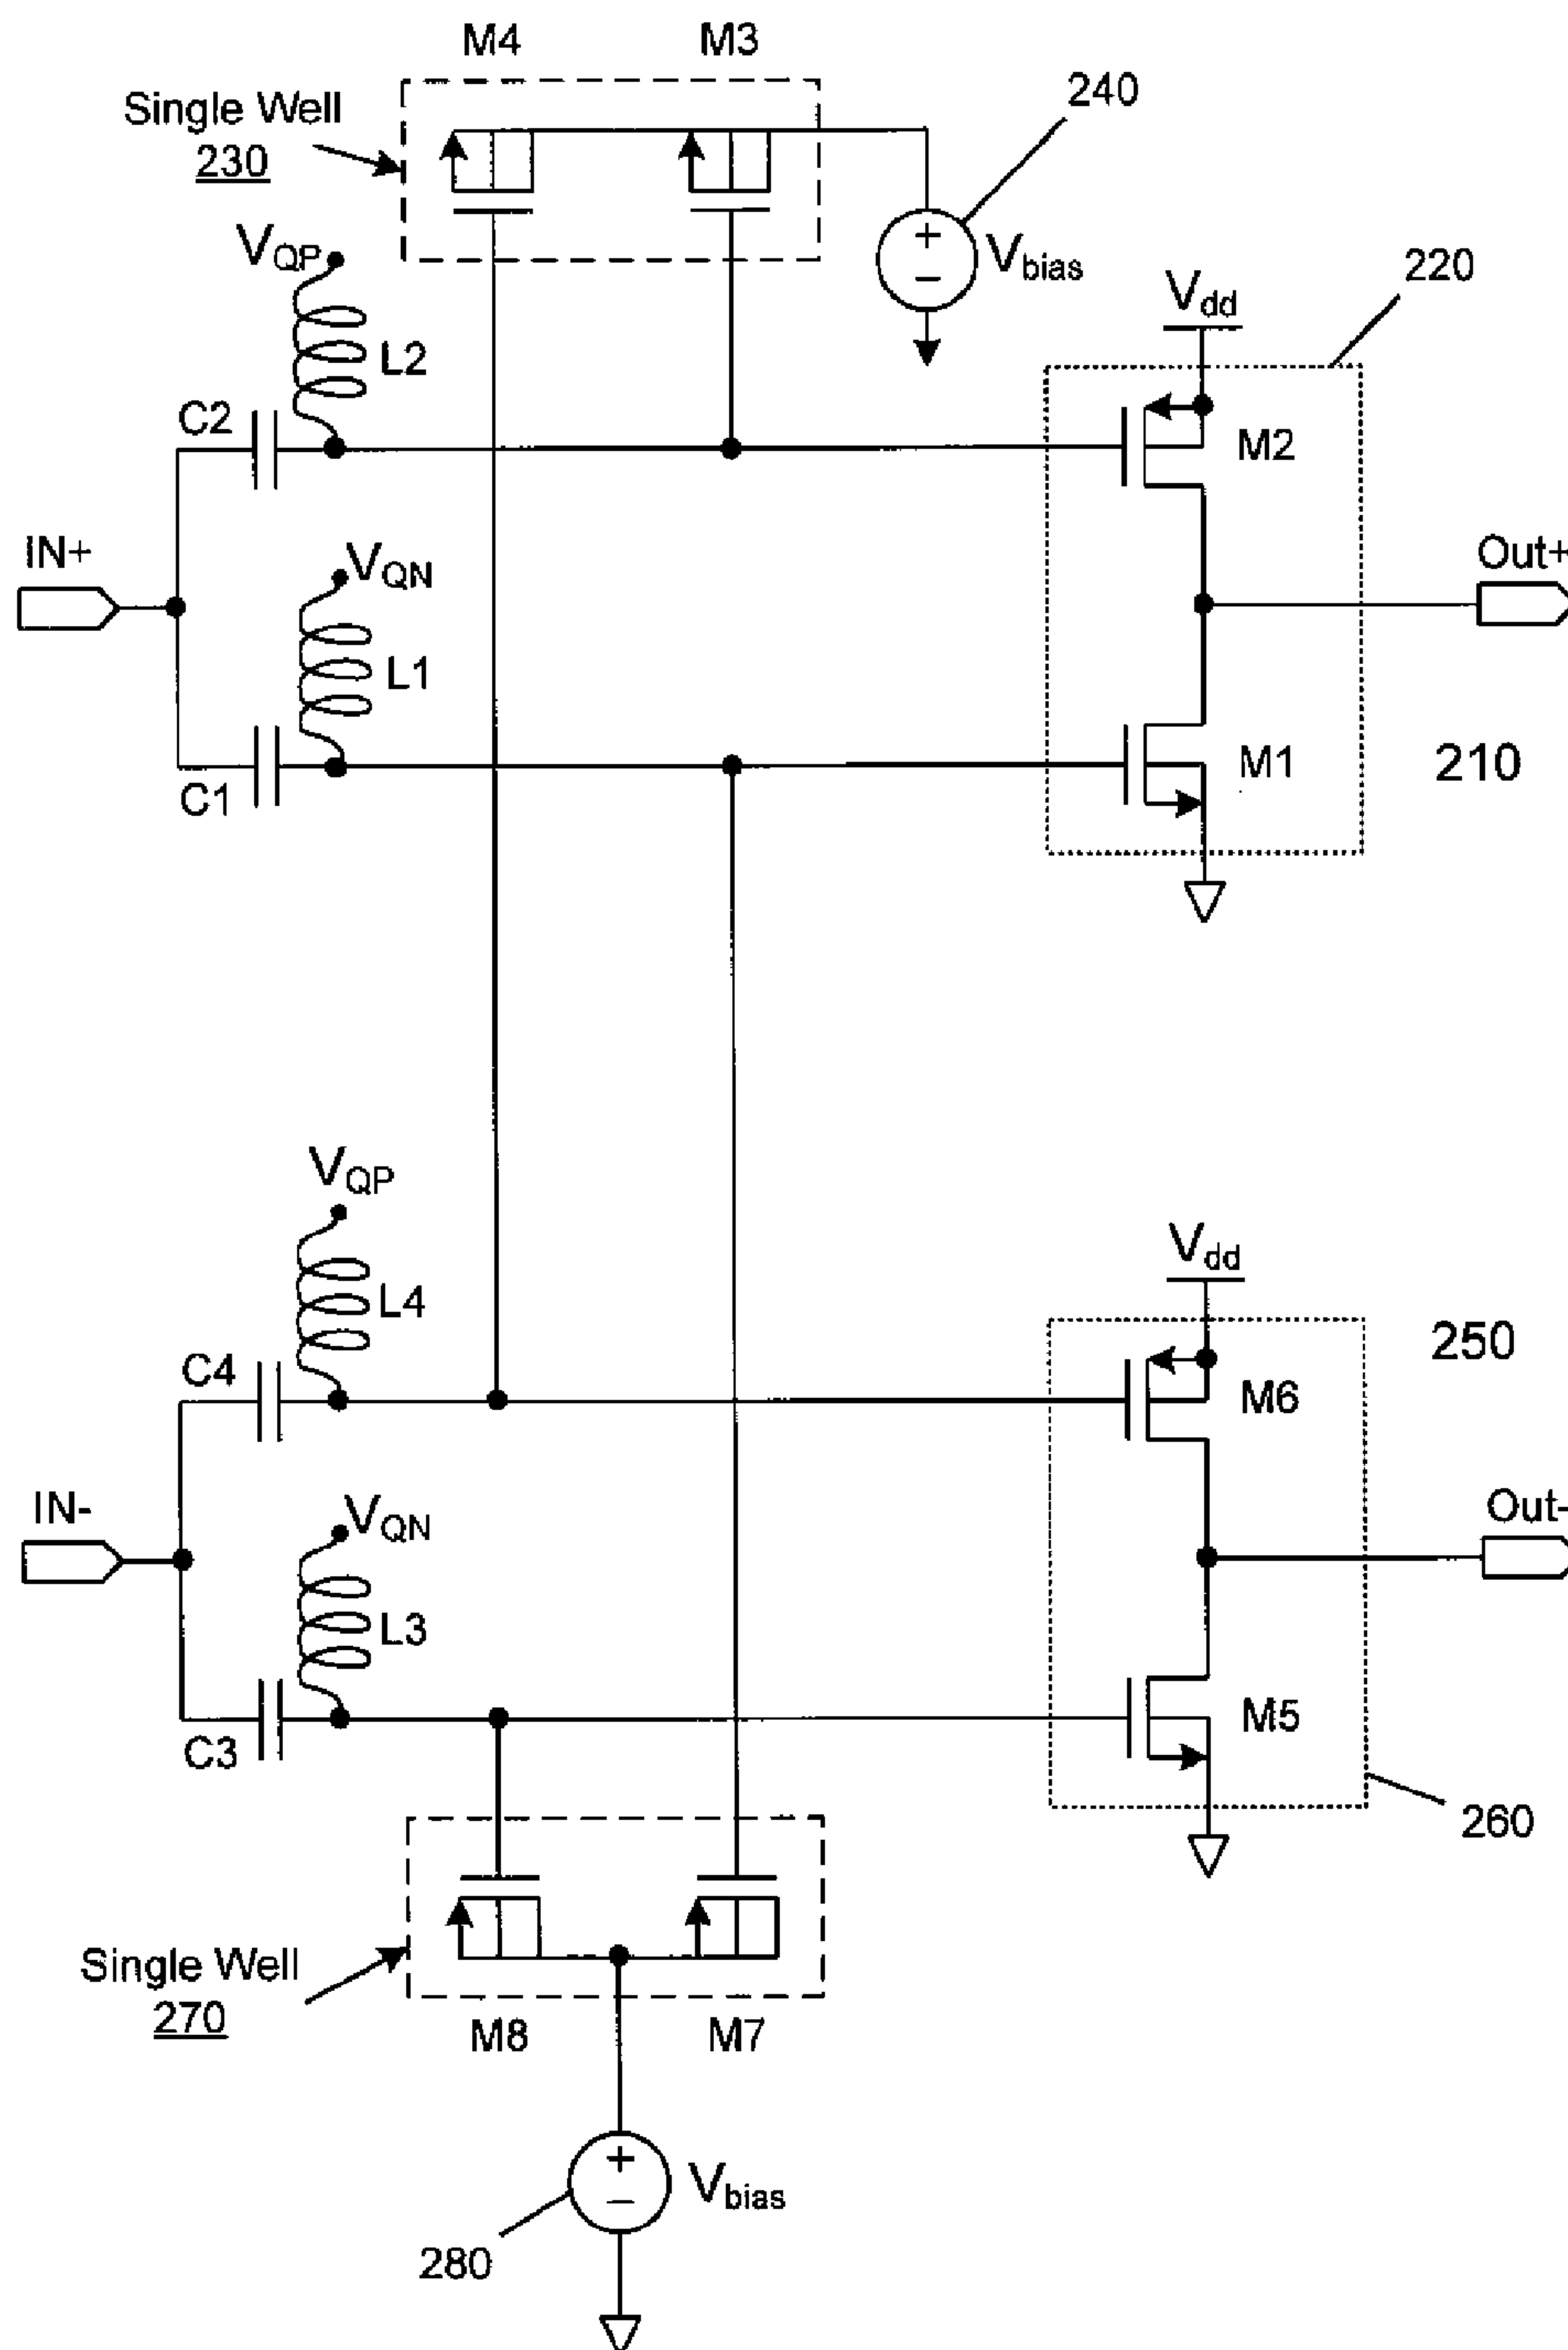 M4
M3
Single Well
230
240
V_QP
V_bias
V_dd
220
L2
C2
M2
IN+
V_QN
Out+
L1
M1
210
C1
V_QP
V_dd
L4
250
C4
M6
IN-
V_QN
Out-
L3
M5
C3
260
Single Well
270
M8
M7
V_bias
280
+
−
+
−